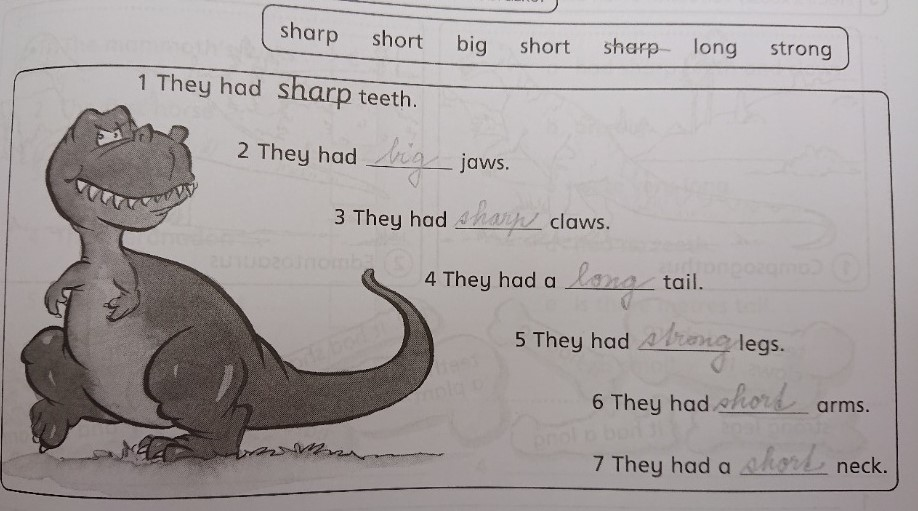 sharp short big short sharp long strong
1 They had sharp teeth.
2 They had big jaws.
3 They had sharp claws.
4 They had a long tail.
5 They had strong legs.
6 They had short arms.
7 They had a short neck.